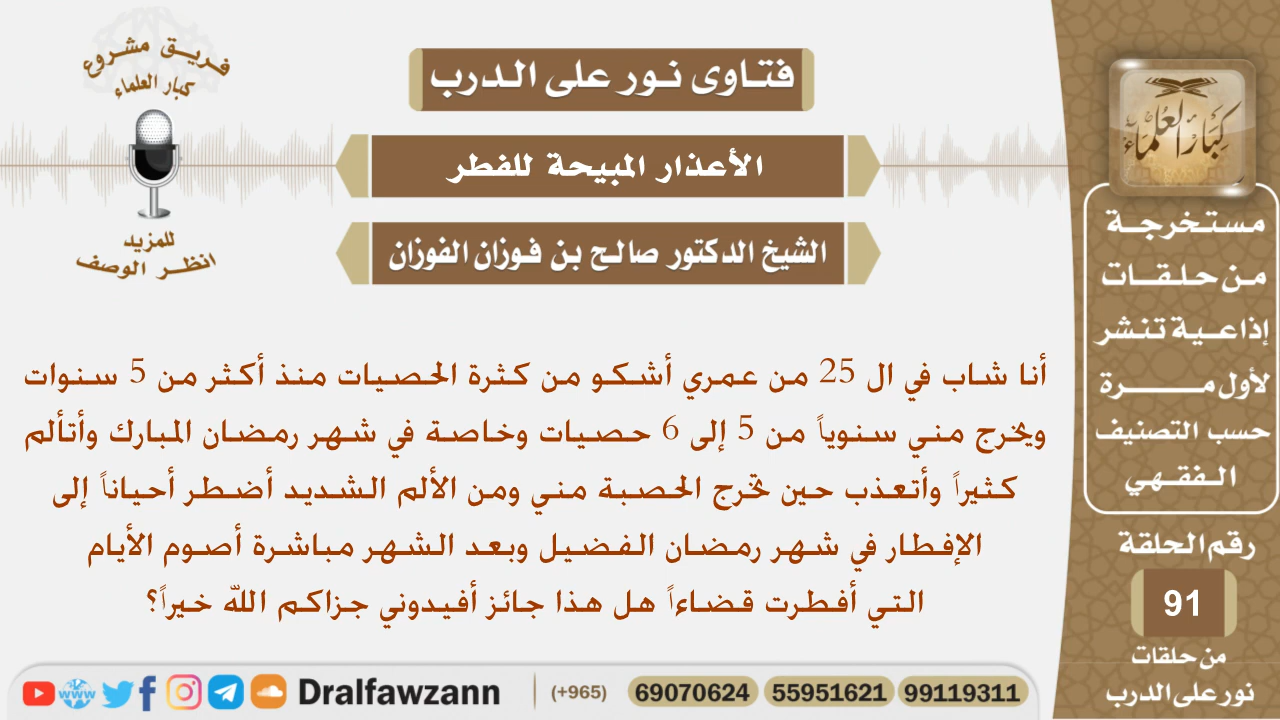 فريق مشروع
كبار العلماء
للمزيد
انظر الوصف
فتاوى نور على الدرب
الأعذار المبيحة للفطر
الشيخ الدكتور صالح بن فوزان الفوزان
أنا شاب في ال 25 من عمري أشكو من كثرة الحصيات منذ أكثر من 5 سنوات
ويخرج مني سنوياً من 5 إلى 6 حصيات وخاصة في شهر رمضان المبارك وأتألم
كثيراً وأتعذب حين تخرج الحصبة مني ومن الألم الشديد أضطر أحياناً إلى
الإفطار في شهر رمضان الفضيل وبعد الشهر مباشرة أصوم الأيام
التي أفطرت قضاءاً هل هذا جائز أفيدوني جزاكم الله خيراً؟
كبار العلماء
مستخرجة
من حلقات
إذاعية تنشر
لأول مرة
حسب التصنيف
الفقهي
رقم الحلقة
91
من حلقات
نور على الدرب
Dralfawzann
(+965)
69070624
55951621
99119311